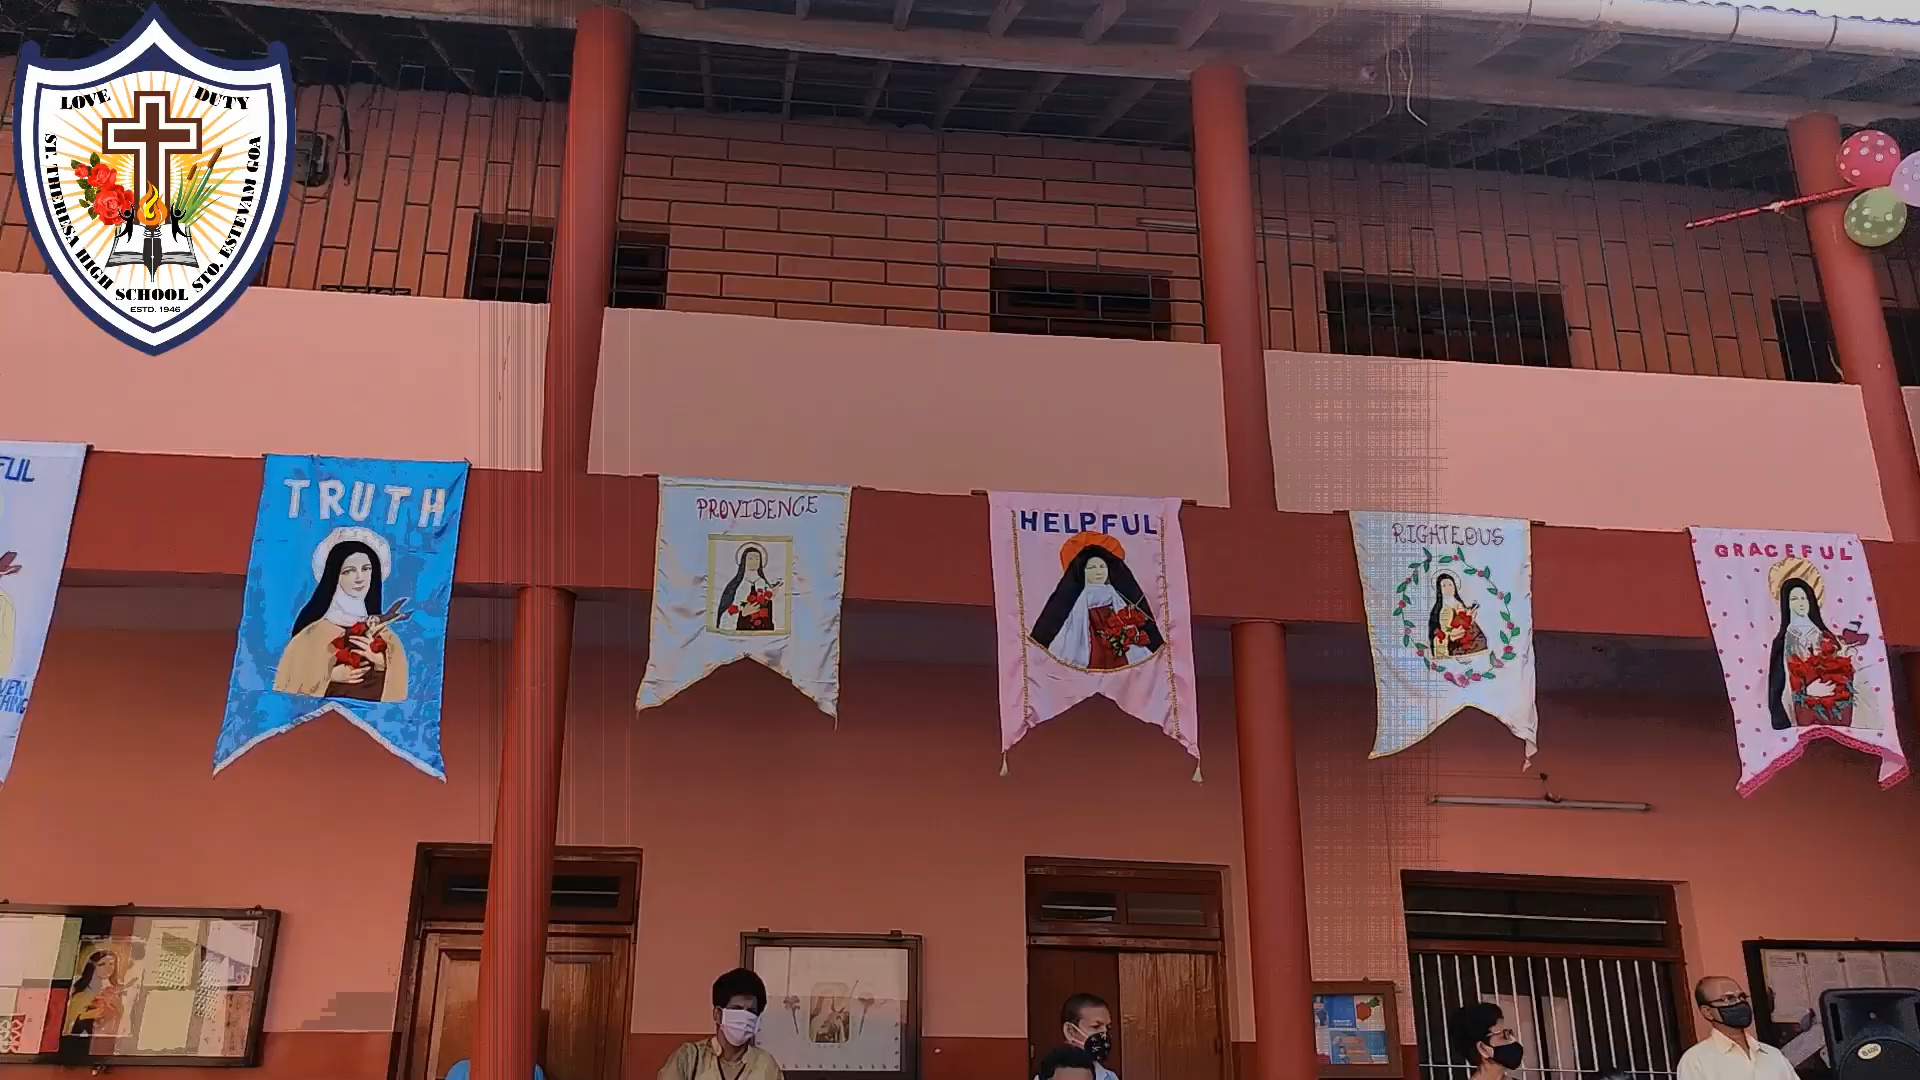 LOVE DUTY
ST. THERESA HIGH SCHOOL STO. ESTEVAM GOA
ESTD. 1946
FUL
TRUTH
PROVIDENCE
HELPFUL
RIGHTEOUS
GRACEFUL